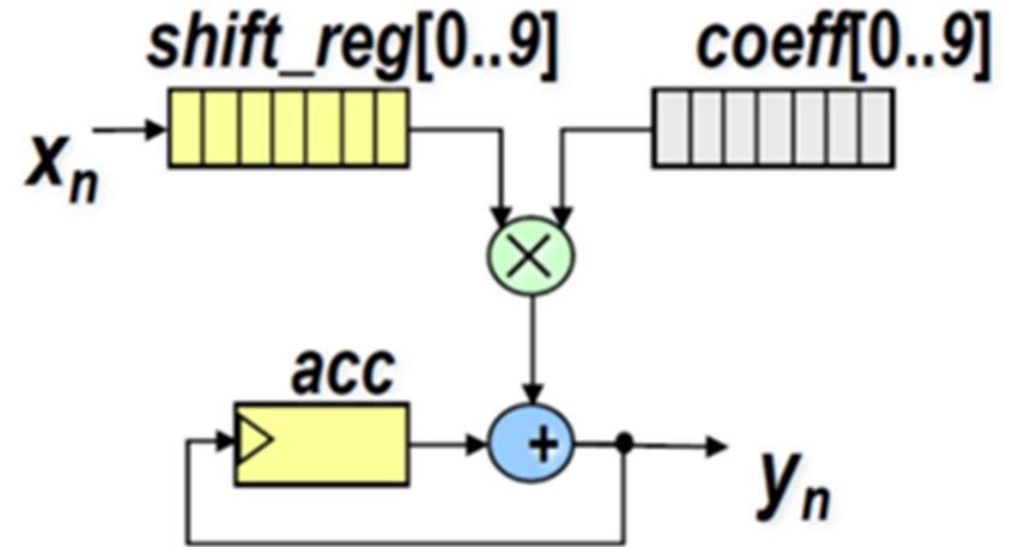 shift_reg[0..9]
coeff[0..9]
xn
acc
+
yn